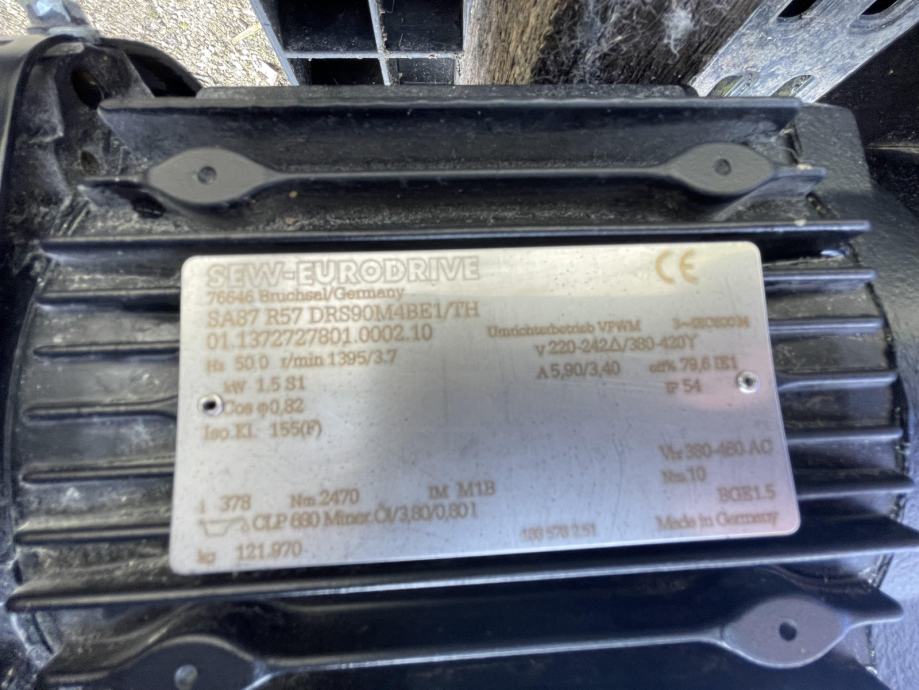 SEW-EURODRIVE CE
76646 Bruchsal/Germany
SA87 R57 DRS90M4BE1/TH
01.1372727801.0002.10 Umrichterbetrieb VPWM
Hz 50.0 r/min 1395/3.7 V 220-242Δ/380-420Y
kW 1.5 S1 A 5,90/3,40 eff% 79,6 IE1
Cos φ0,82 IP 54
Iso.Kl. 155(F)
Vbr 380-460 AC
Nm 10
i 378 Nm 2470 IM M1B BGE1.5
CLP 680 Miner.Öl/3,80/0,80 l Made in Germany
kg 121.970